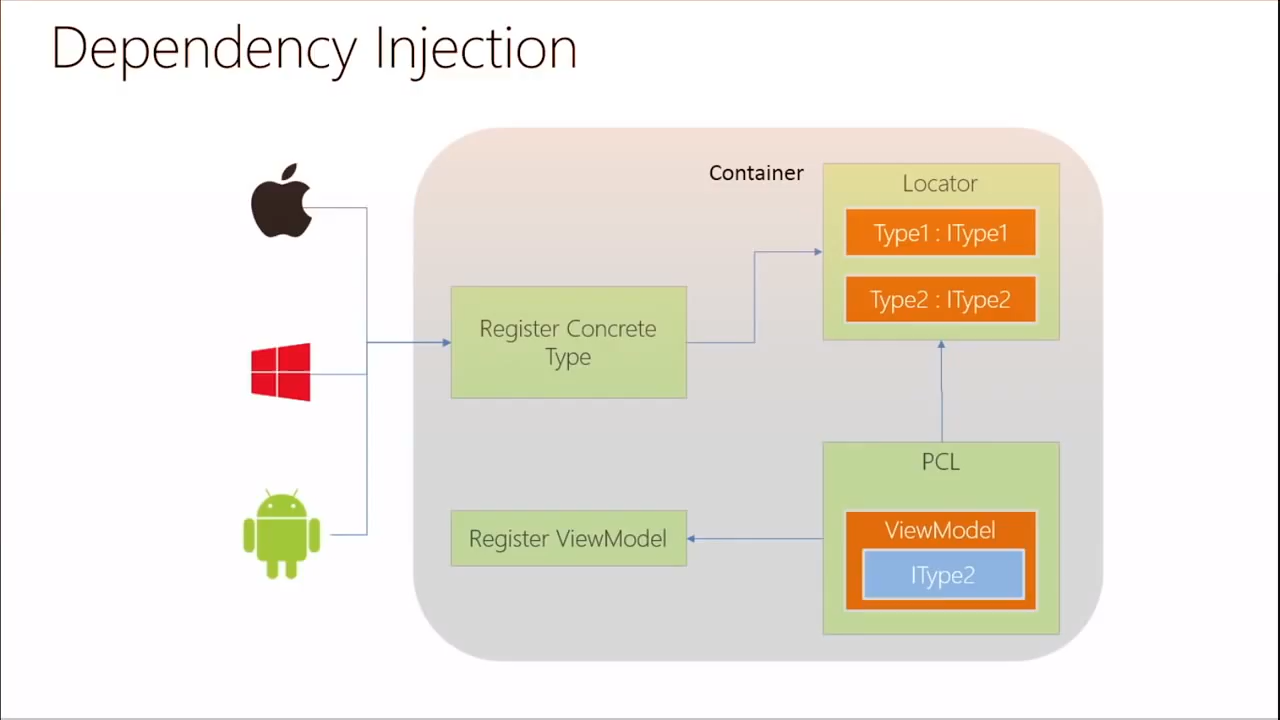 Dependency Injection
Container
Locator
Type1 : IType1
Type2 : IType2
Register Concrete
Type
PCL
Register ViewModel
ViewModel
IType2